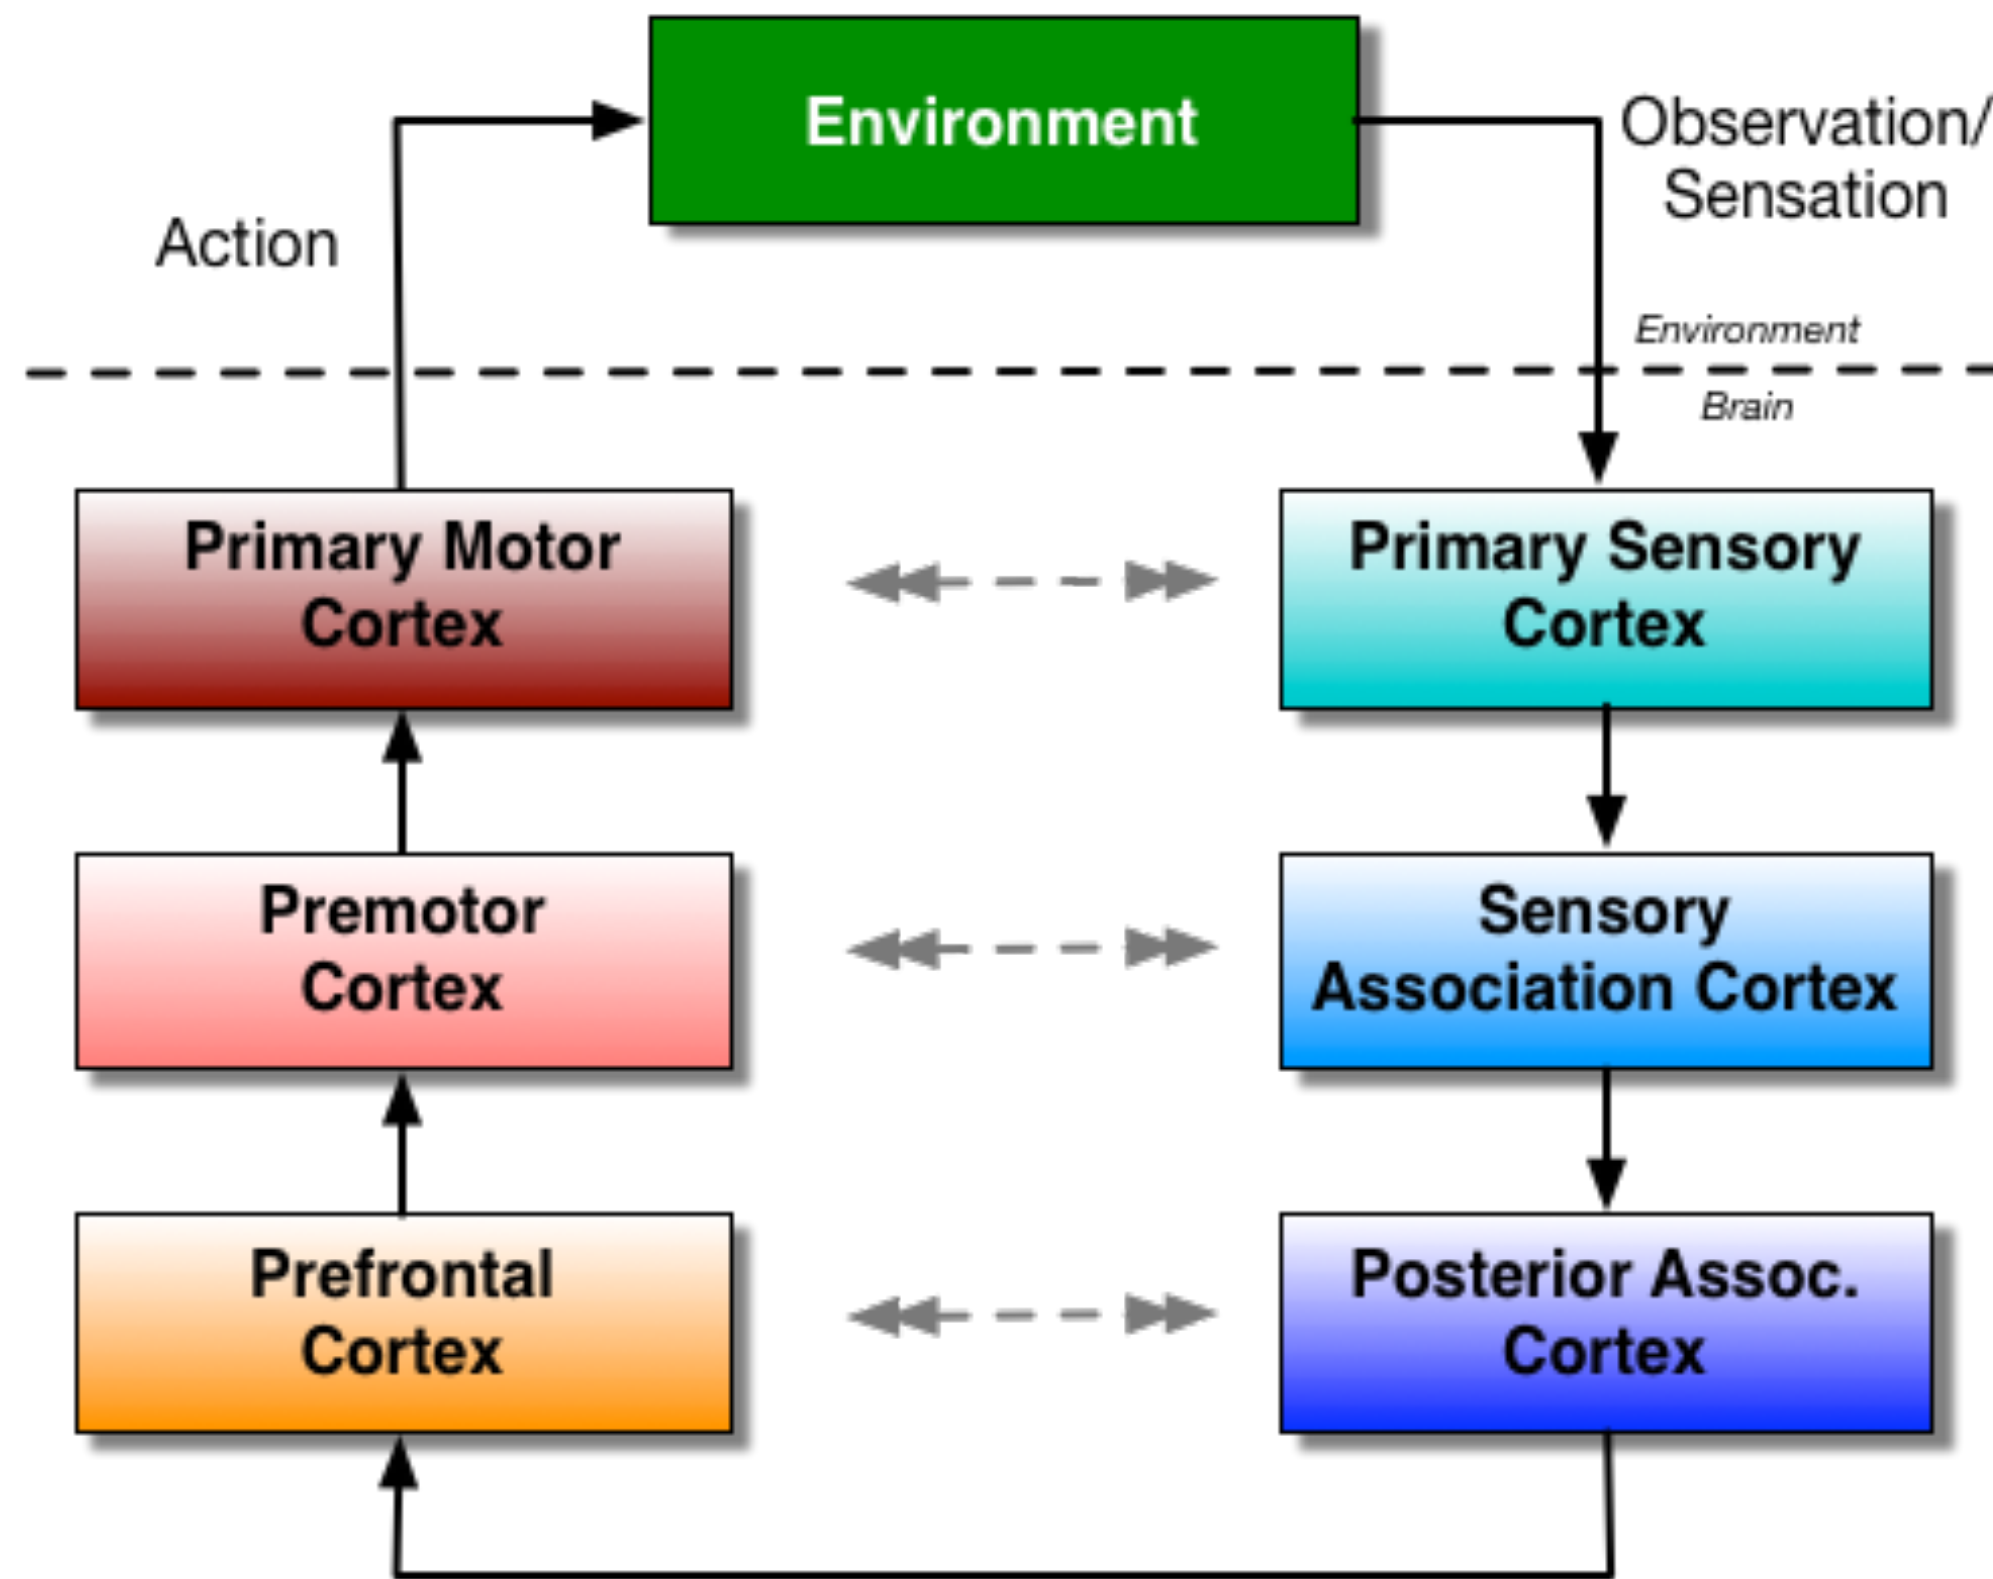 Environment
Observation/
Sensation
Action
Environment
Brain
Primary Motor
Cortex
Primary Sensory
Cortex
Premotor
Cortex
Sensory
Association Cortex
Prefrontal
Cortex
Posterior Assoc.
Cortex